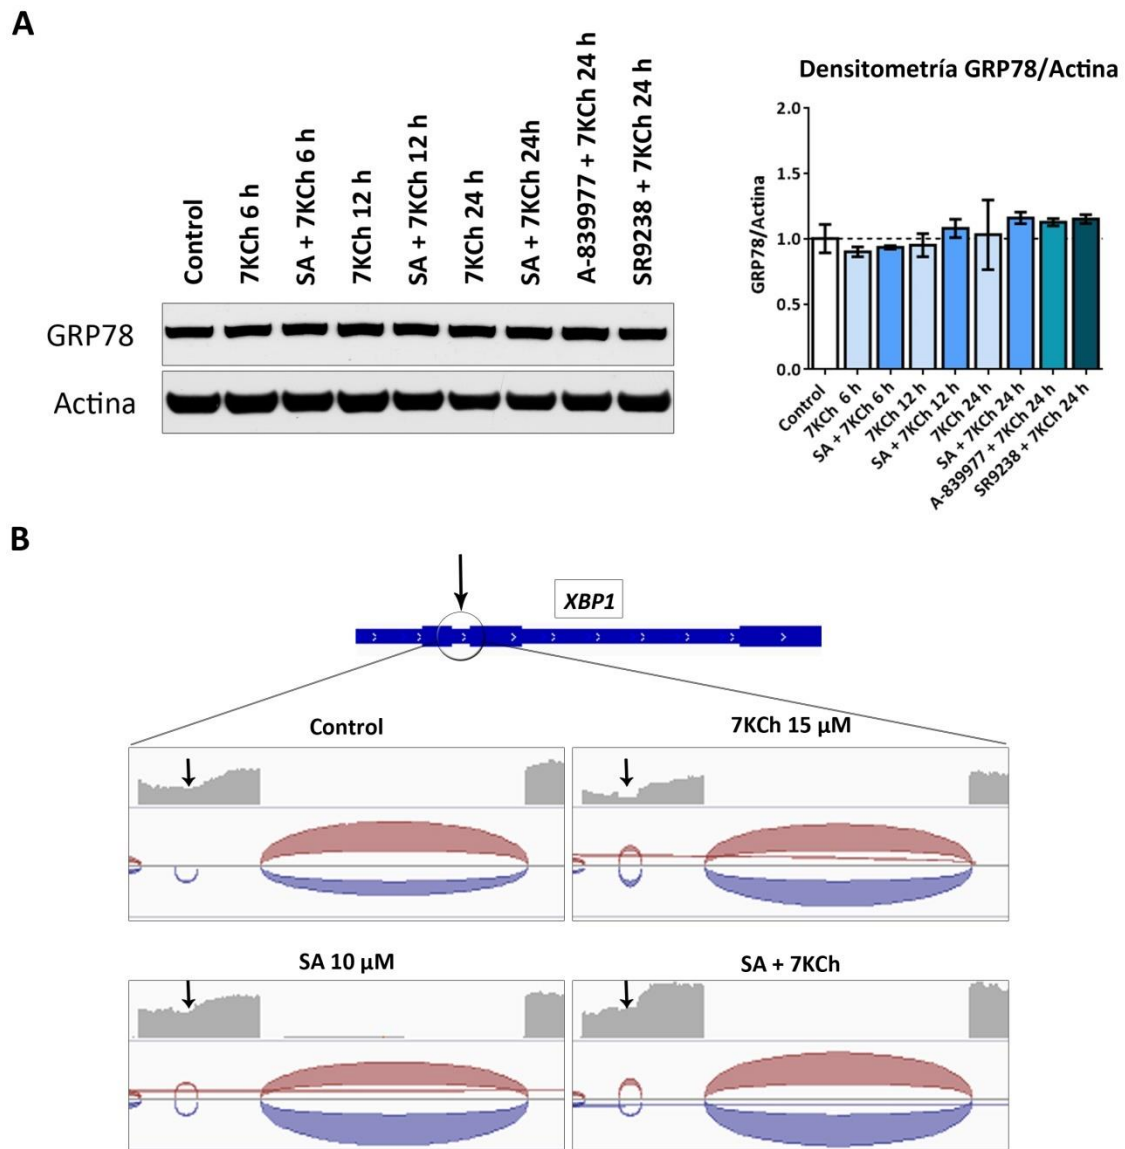 A
Control
7KCh 6 h
SA + 7KCh 6 h
7KCh 12 h
SA + 7KCh 12 h
7KCh 24 h
SA + 7KCh 24h
A-839977 + 7KCh 24 h
SR9238 + 7KCh 24 h
GRP78
Actina
Densitometría GRP78/Actina
GRP78/Actina
2.0
1.5
1.0
0.5
0.0
Control
7KCh 6 h
SA + 7KCh 6 h
7KCh 12 h
SA + 7KCh 12 h
7KCh 24 h
SA + 7KCh 24 h
A-839977 + 7KCh 24 h
SR9238 + 7KCh 24 h
B
XBP1
Control
7KCh 15 µM
SA 10 µM
SA + 7KCh